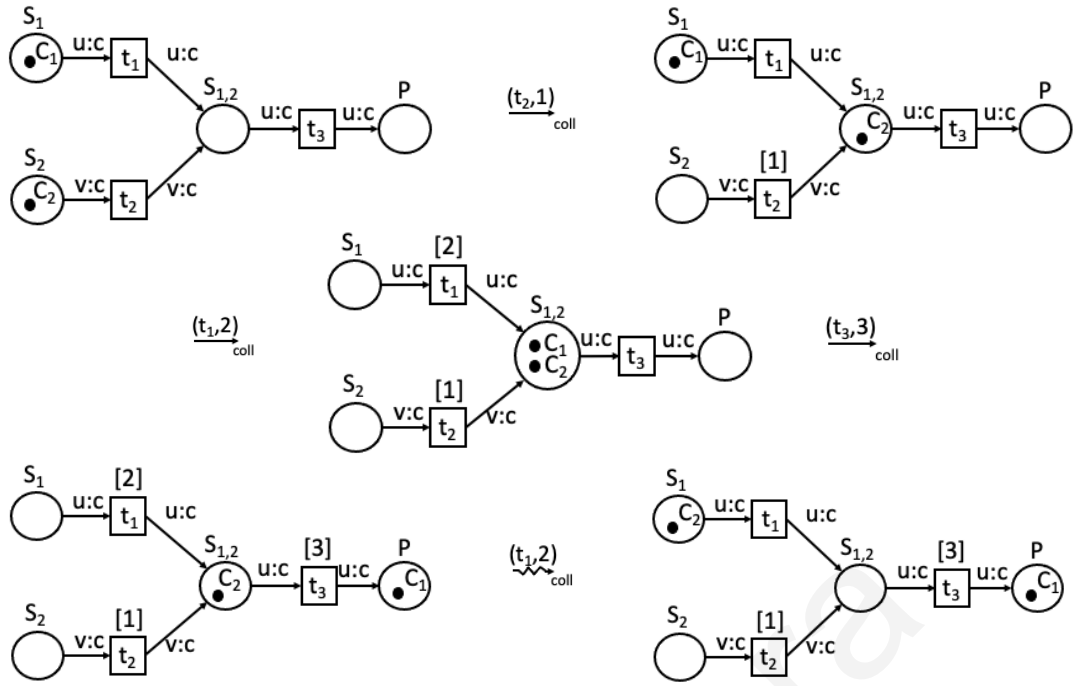 S1
C1 u:c t1 u:c
S1,2
u:c t3 u:c P
S2
C2 v:c t2 v:c
(t2,1) coll
S1
C1 u:c t1 u:c
S1,2
C2 u:c t3 u:c P
S2 [1]
v:c t2 v:c
(t1,2) coll
S1 [2]
u:c t1 u:c
S1,2
C1
C2
u:c t3 u:c P
S2 [1]
v:c t2 v:c
(t3,3) coll
S1 [2]
u:c t1 u:c
S1,2 [3] P
C2 u:c t3 u:c C1
S2 [1]
v:c t2 v:c
(t1,2) coll
S1
C2 u:c t1 u:c
S1,2 [3] P
u:c t3 u:c C1
S2 [1]
v:c t2 v:c